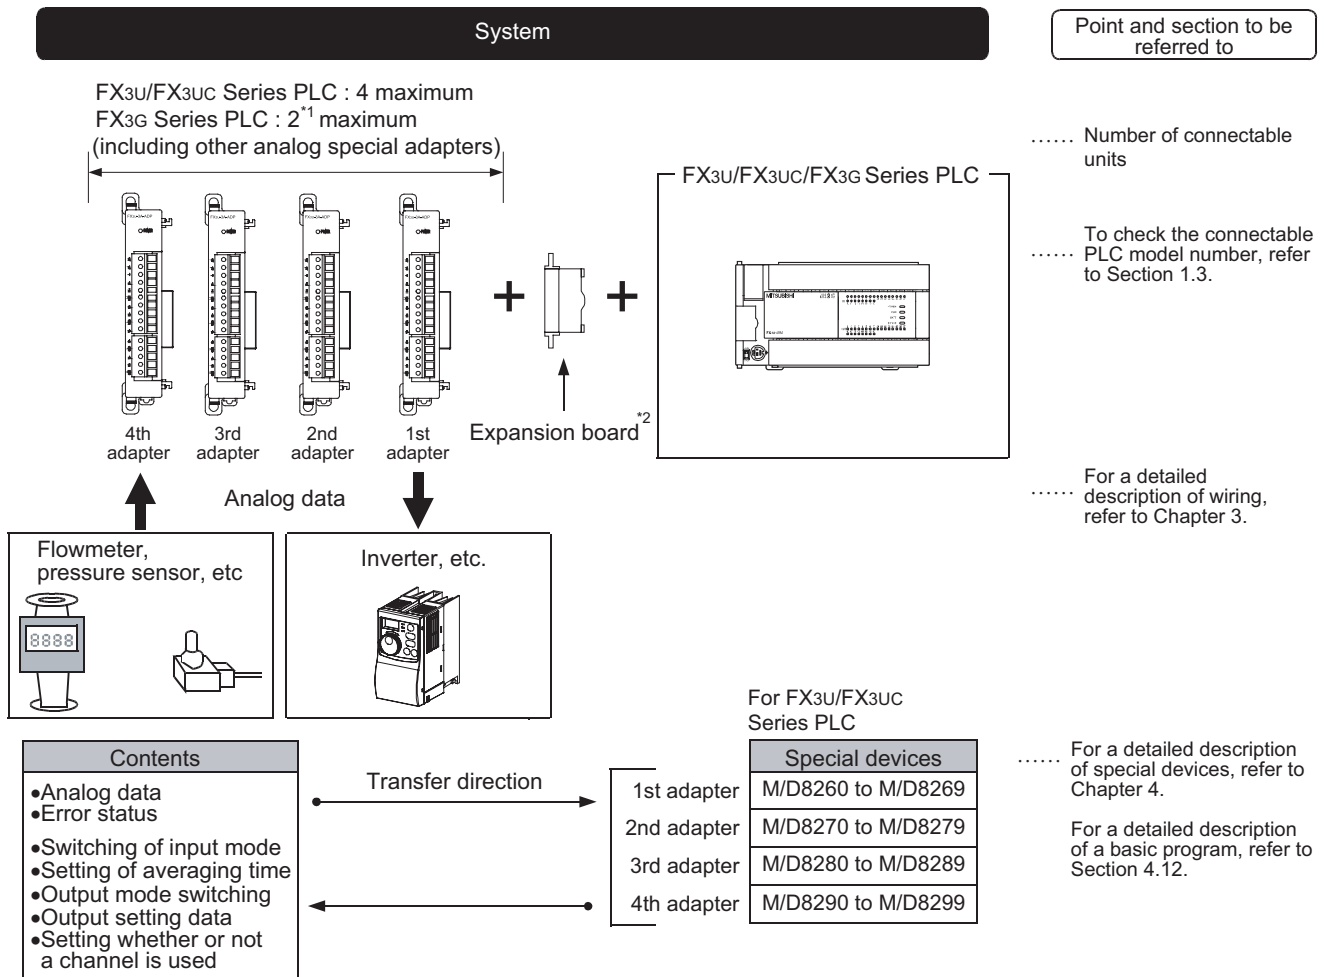 System
Point and section to be
referred to
FX3U/FX3UC Series PLC : 4 maximum
FX3G Series PLC : 2*1 maximum
(including other analog special adapters)
...... Number of connectable
units
FX3U/FX3UC/FX3G Series PLC
...... To check the connectable
PLC model number, refer
to Section 1.3.
MITSUBISHI
4th
adapter
3rd
adapter
2nd
adapter
1st
adapter
Expansion board*2
Analog data
...... For a detailed
description of wiring,
refer to Chapter 3.
Flowmeter,
pressure sensor, etc
8888
Inverter, etc.
For FX3U/FX3UC
Series PLC
Contents
•Analog data
•Error status
•Switching of input mode
•Setting of averaging time
•Output mode switching
•Output setting data
•Setting whether or not
a channel is used
Transfer direction
Special devices
1st adapter M/D8260 to M/D8269
2nd adapter M/D8270 to M/D8279
3rd adapter M/D8280 to M/D8289
4th adapter M/D8290 to M/D8299
...... For a detailed description
of special devices, refer to
Chapter 4.
For a detailed description
of a basic program, refer to
Section 4.12.